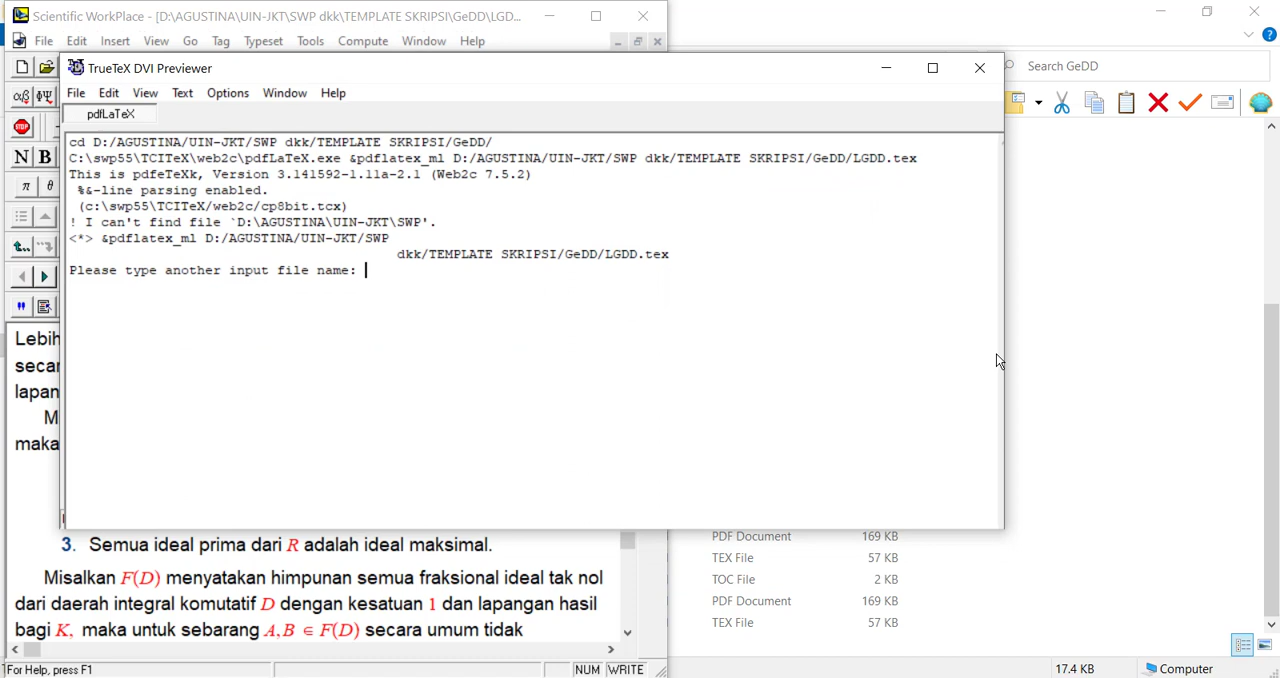 Scientific WorkPlace - [D:\AGUSTINA\UIN-JKT\SWP dkk\TEMPLATE SKRIPSI\GeDD\LGD...
File Edit Insert View Go Tag Typeset Tools Compute Window Help
TrueTeX DVI Previewer
Search GeDD
File Edit View Text Options Window Help
pdfLaTeX
STOP
N B
π θ
cd D:/AGUSTINA/UIN-JKT/SWP dkk/TEMPLATE SKRIPSI/GeDD/
C:\swp55\TCITeX\web2c\pdfLaTeX.exe &pdflatex_ml D:/AGUSTINA/UIN-JKT/SWP dkk/TEMPLATE SKRIPSI/GeDD/LGDD.tex
This is pdfeTeXk, Version 3.141592-1.11a-2.1 (Web2c 7.5.2)
%&-line parsing enabled.
(c:\swp55\TCITeX/web2c/cp8bit.tcx)
! I can't find file `D:\AGUSTINA\UIN-JKT\SWP'.
<*> &pdflatex_ml D:/AGUSTINA/UIN-JKT/SWP
dkk/TEMPLATE SKRIPSI/GeDD/LGDD.tex
Please type another input file name:
Lebih
secar
lapan
M
maka
3. Semua ideal prima dari R adalah ideal maksimal.
Misalkan F(D) menyatakan himpunan semua fraksional ideal tak nol
dari daerah integral komutatif D dengan kesatuan 1 dan lapangan hasil
bagi K, maka untuk sebarang A,B ∈ F(D) secara umum tidak
PDF Document 169 KB
TEX File 57 KB
TOC File 2 KB
PDF Document 169 KB
TEX File 57 KB
For Help, press F1
NUM WRITE
17.4 KB
Computer